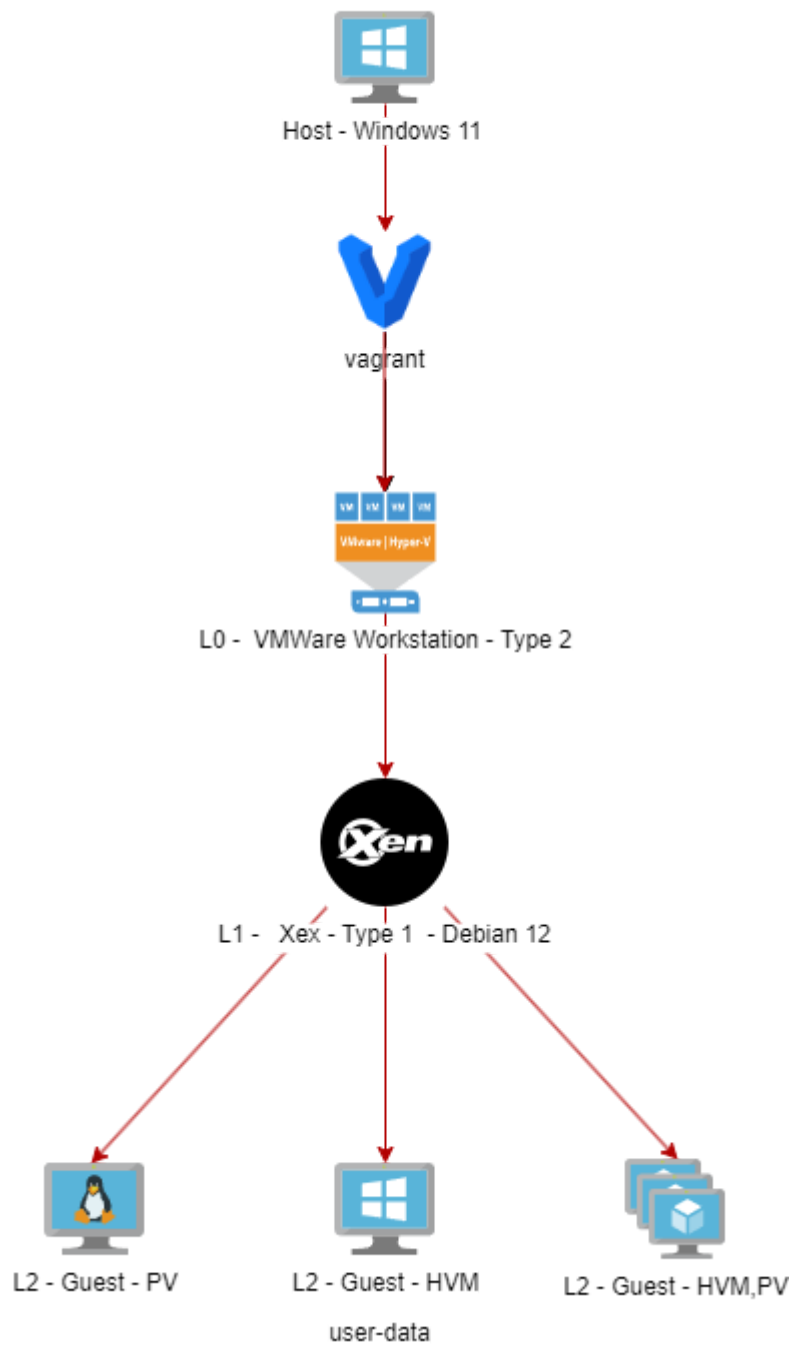 Host - Windows 11
vagrant
VM VM VM VM
VMware | Hyper-V
L0 - VMWare Workstation - Type 2
Xen
L1 - Xex - Type 1 - Debian 12
L2 - Guest - PV
L2 - Guest - HVM
L2 - Guest - HVM,PV
user-data